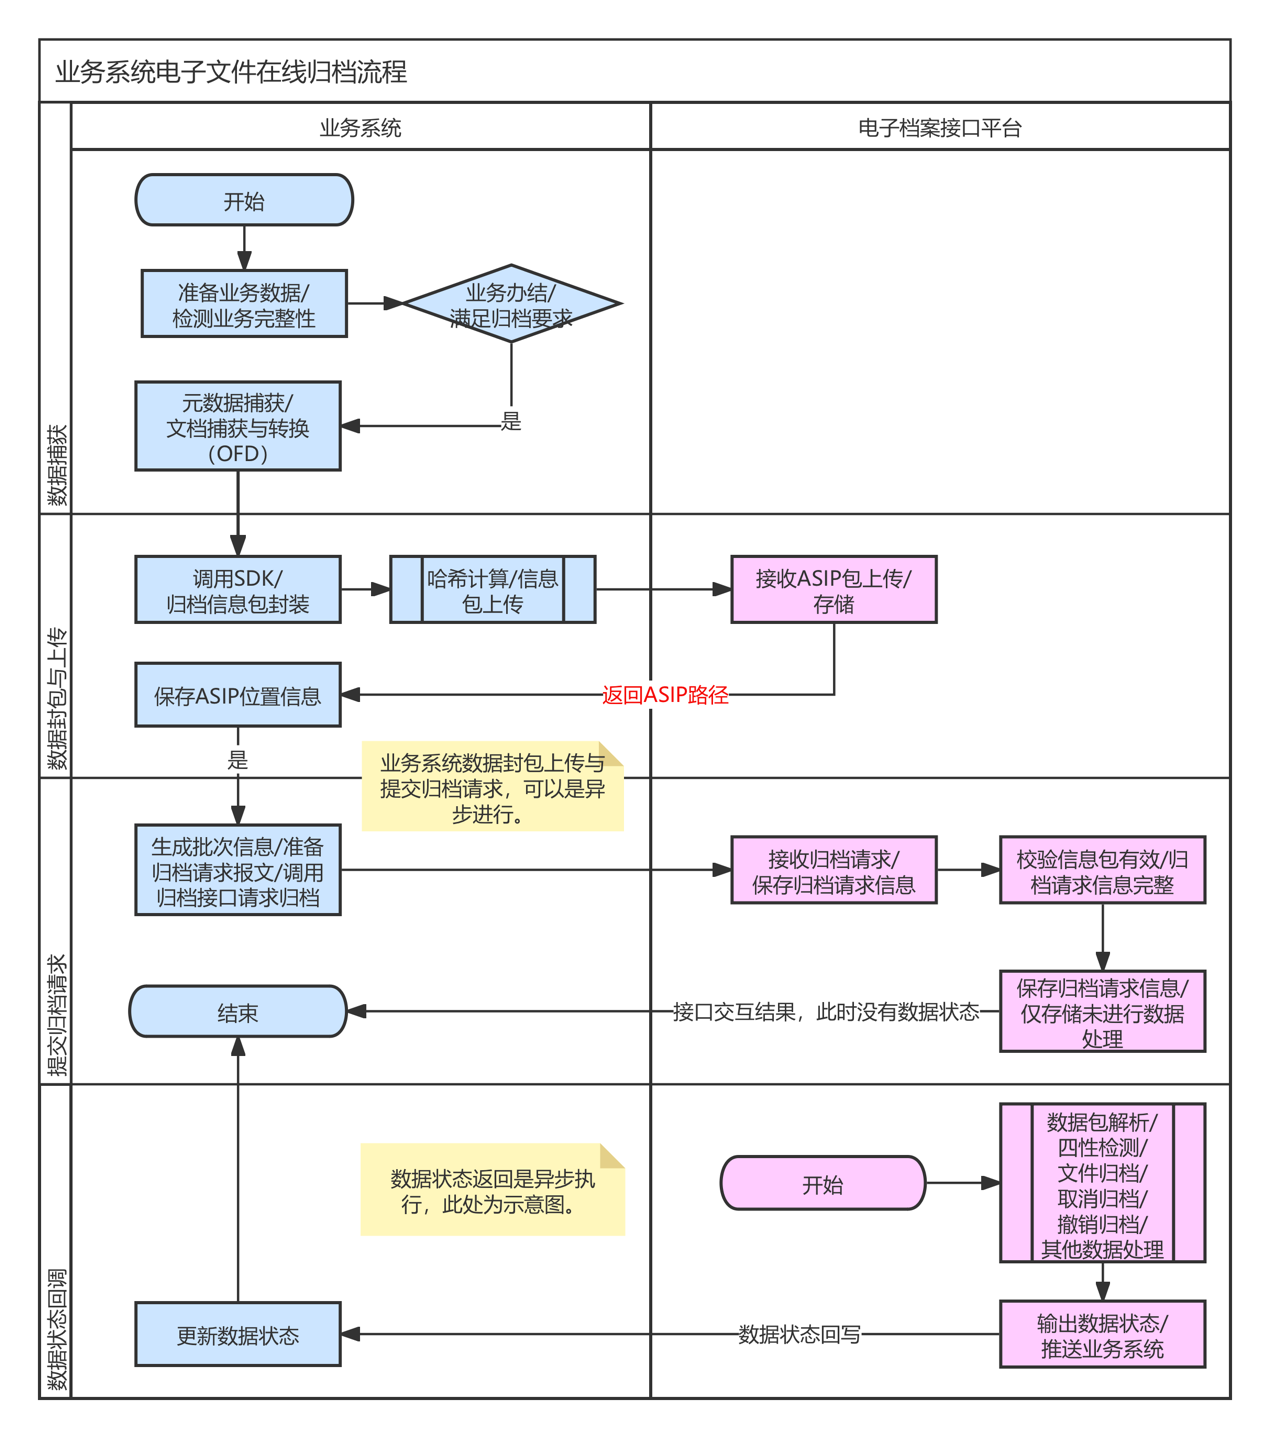 业务系统电子文件在线归档流程
业务系统
电子档案接口平台
数据捕获
开始
准备业务数据/
检测业务完整性
业务办结/
满足归档要求
是
元数据捕获/
文档捕获与转换
（OFD）
数据封包与上传
调用SDK/
归档信息包封装
哈希计算/信息
包上传
接收ASIP包上传/
存储
返回ASIP路径
保存ASIP位置信息
是
业务系统数据封包上传与
提交归档请求，可以是异
步进行。
提交归档请求
生成批次信息/准备
归档请求报文/调用
归档接口请求归档
接收归档请求/
保存归档请求信息
校验信息包有效/归
档请求信息完整
保存归档请求信息/
仅存储未进行数据
处理
接口交互结果，此时没有数据状态
结束
数据状态回调
数据状态返回是异步执
行，此处为示意图。
开始
数据包解析/
四性检测/
文件归档/
取消归档/
撤销归档/
其他数据处理
输出数据状态/
推送业务系统
数据状态回写
更新数据状态